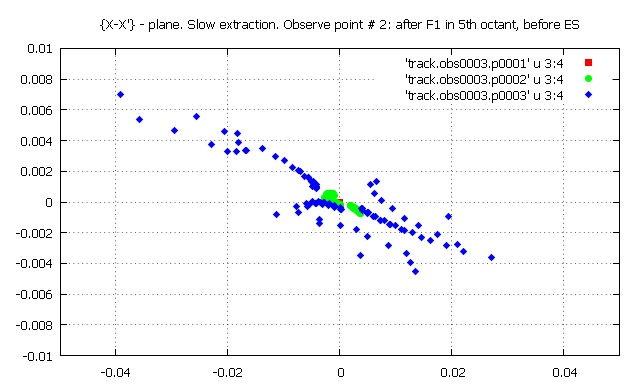 {X-X'} - plane. Slow extraction. Observe point # 2: after F1 in 5th octant, before ES
0.01
0.008
0.006
0.004
0.002
0
-0.002
-0.004
-0.006
-0.008
-0.01
'track.obs0003.p0001' u 3:4
'track.obs0003.p0002' u 3:4
'track.obs0003.p0003' u 3:4
-0.04 -0.02 0 0.02 0.04